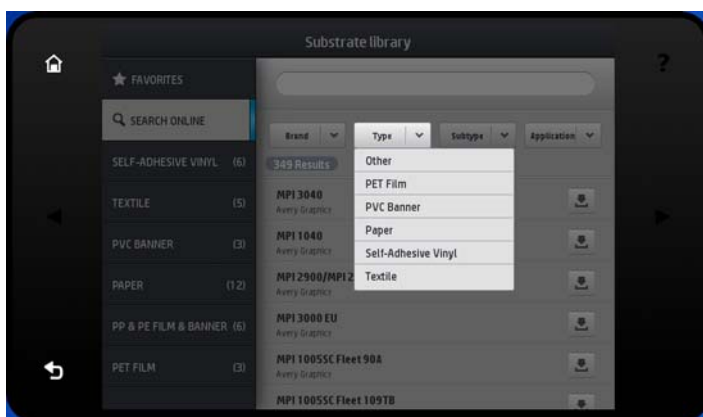 Substrate library
?
FAVORITES
SEARCH ONLINE
SELF-ADHESIVE VINYL (6)
TEXTILE (5)
PVC BANNER (3)
PAPER (12)
PP & PE FILM & BANNER (6)
PET FILM (3)
Brand
Type
Subtype
Application
349 Results
Other
PET Film
PVC Banner
Paper
Self-Adhesive Vinyl
Textile
MPI 3040
Avery Graphics
MPI 1040
Avery Graphics
MPI 2900/MPI 2
Avery Graphics
MPI 3000 EU
Avery Graphics
MPI 1005SC Fleet 90A
Avery Graphics
MPI 1005SC Fleet 109TB